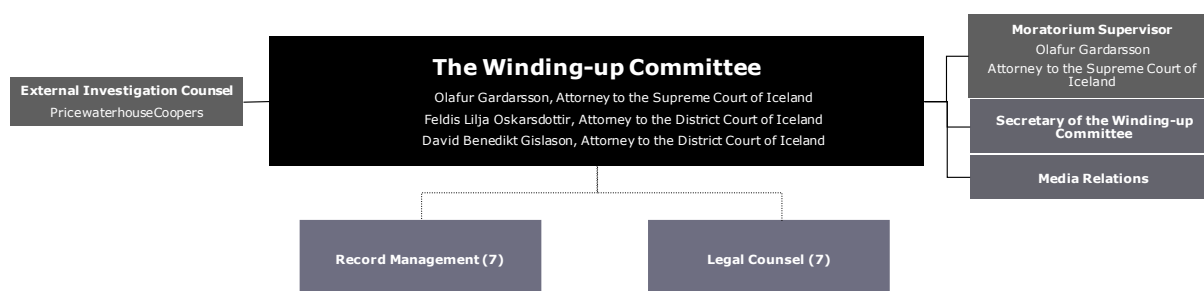 External Investigation Counsel
PricewaterhouseCoopers
The Winding-up Committee
Olafur Gardarsson, Attorney to the Supreme Court of Iceland
Feldis Lilja Oskarsdottir, Attorney to the District Court of Iceland
David Benedikt Gislason, Attorney to the District Court of Iceland
Moratorium Supervisor
Olafur Gardarsson
Attorney to the Supreme Court of
Iceland
Secretary of the Winding-up
Committee
Media Relations
Record Management (7)
Legal Counsel (7)